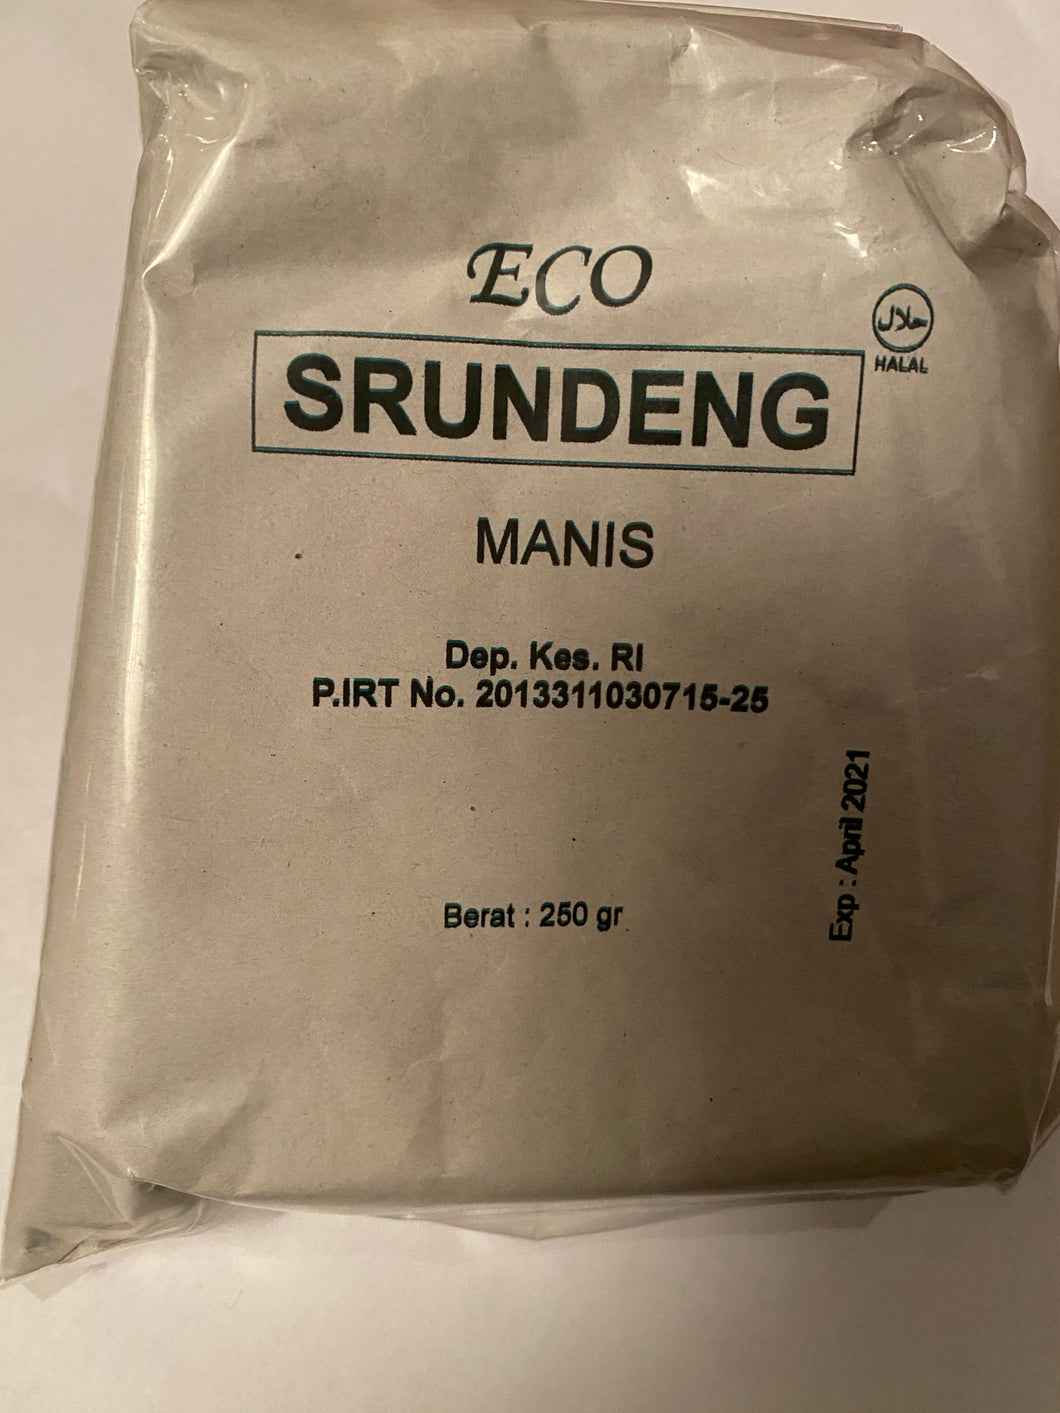 ECO
حلال
HALAL
SRUNDENG
MANIS
Dep. Kes. RI
P.IRT No. 2013311030715-25
Exp : April 2021
Berat : 250 gr